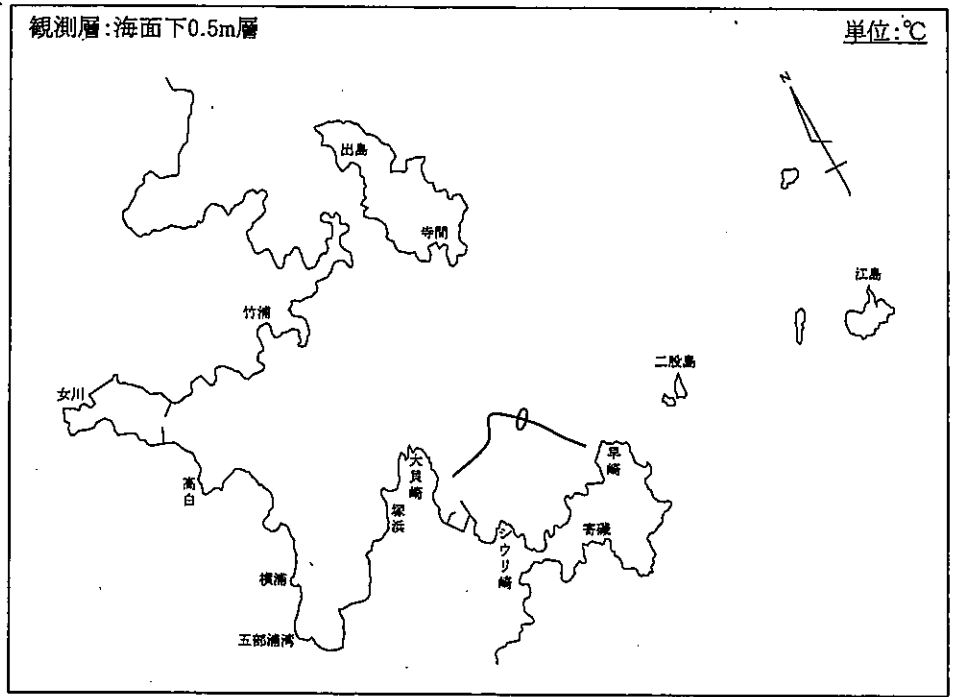 観測層:海面下0.5m層
単位:℃
N
出島
寺間
江島
竹浦
二股島
女川
大貝崎
早崎
高白
塚浜
寄磯
シウリ崎
横浦
五部浦湾
0